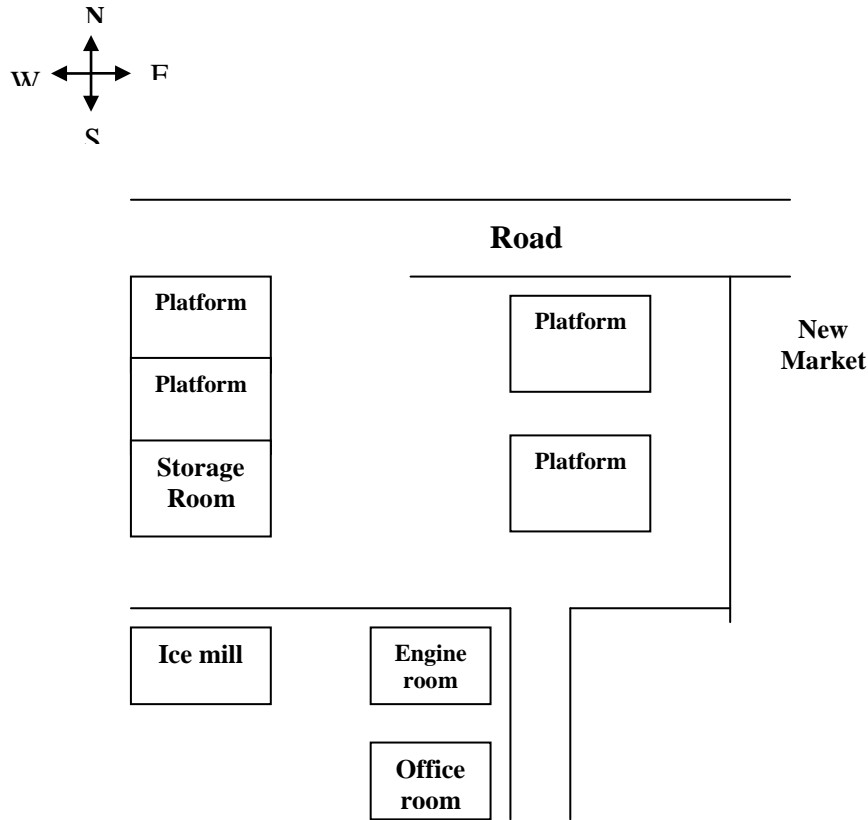 N
W
E
S
Road
Platform
Platform
New
Market
Platform
Platform
Storage
Room
Ice mill
Engine
room
Office
room